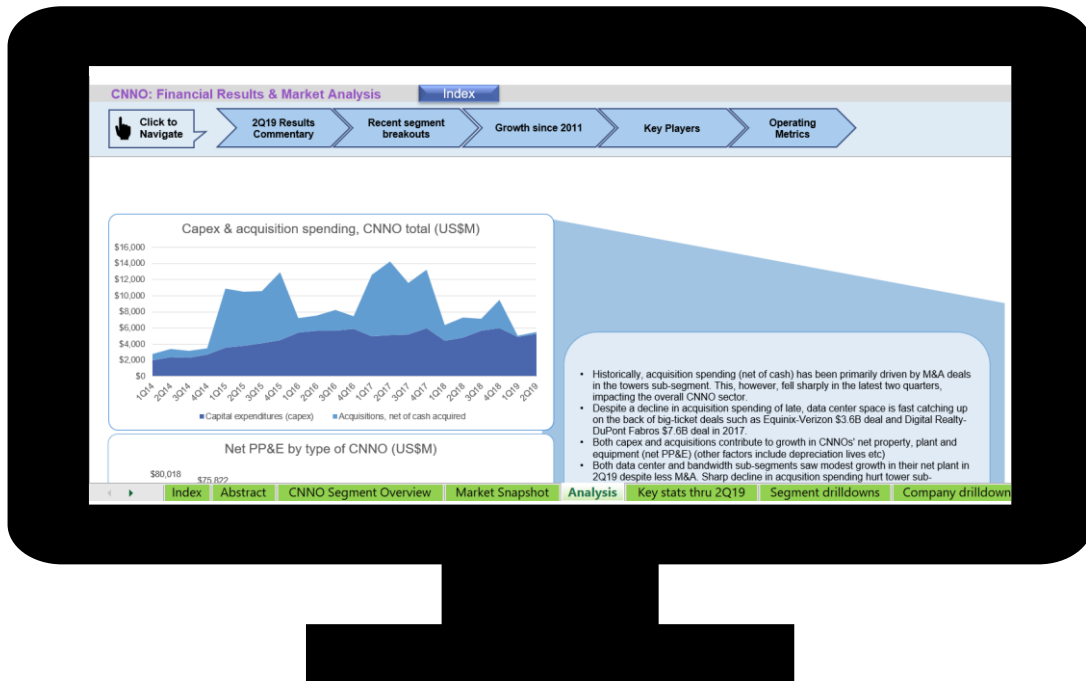 CNNO: Financial Results & Market Analysis
Index
Click to
Navigate
2Q19 Results
Commentary
Recent segment
breakouts
Growth since 2011
Key Players
Operating
Metrics
Capex & acquisition spending, CNNO total (US$M)
$16,000
$14,000
$12,000
$10,000
$8,000
$6,000
$4,000
$2,000
$0
1Q14
2Q14
3Q14
4Q14
1Q15
2Q15
3Q15
4Q15
1Q16
2Q16
3Q16
4Q16
1Q17
2Q17
3Q17
4Q17
1Q18
2Q18
3Q18
4Q18
1Q19
2Q19
Capital expenditures (capex)
Acquisitions, net of cash acquired
• Historically, acquisition spending (net of cash) has been primarily driven by M&A deals
in the towers sub-segment. This, however, fell sharply in the latest two quarters,
impacting the overall CNNO sector.
• Despite a decline in acquisition spending of late, data center space is fast catching up
on the back of big-ticket deals such as Equinix-Verizon $3.6B deal and Digital Realty-
DuPont Fabros $7.6B deal in 2017.
• Both capex and acquisitions contribute to growth in CNNOs' net property, plant and
equipment (net PP&E) (other factors include depreciation lives etc)
• Both data center and bandwidth sub-segments saw modest growth in their net plant in
2Q19 despite less M&A. Sharp decline in acqusition spending hurt tower sub-
Net PP&E by type of CNNO (US$M)
$80,018
$75,822
Index
Abstract
CNNO Segment Overview
Market Snapshot
Analysis
Key stats thru 2Q19
Segment drilldowns
Company drilldown